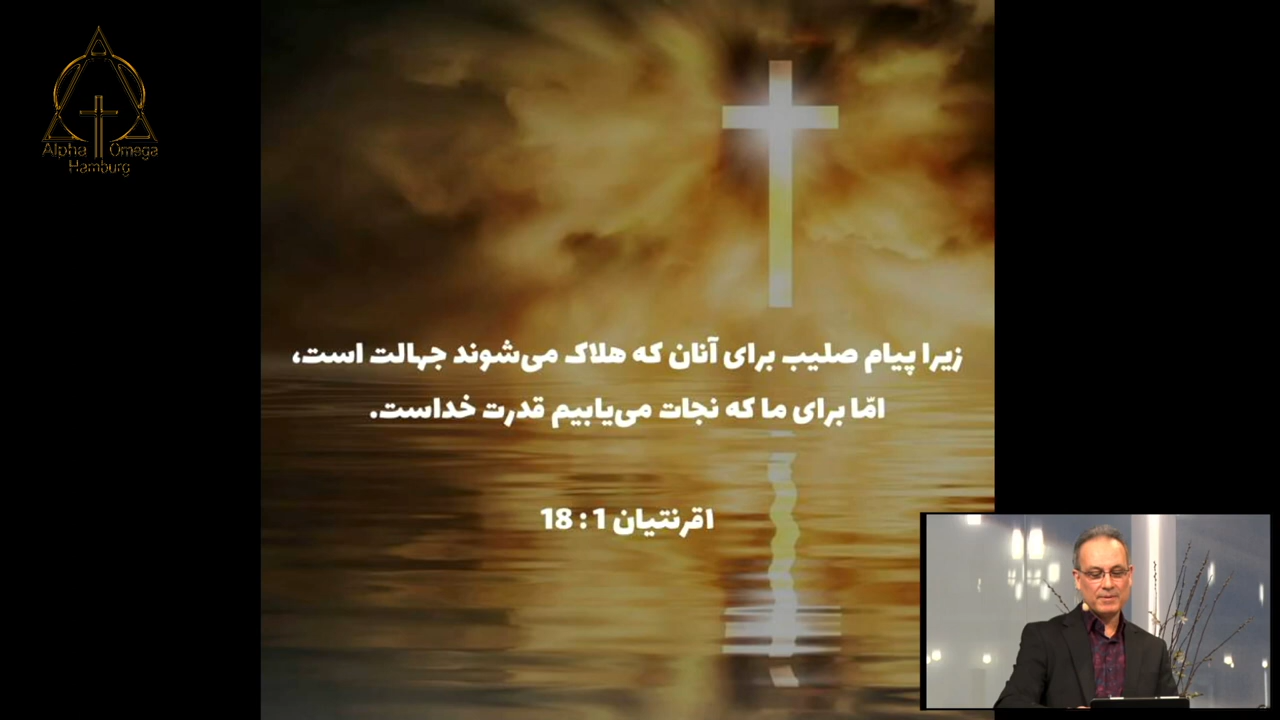 Alpha Omega
Hamburg
زیرا پیام صلیب برای آنان که هلاک می‌شوند جهالت است،
امّا برای ما که نجات می‌یابیم قدرت خداست.
اقرنتیان 1 : 18